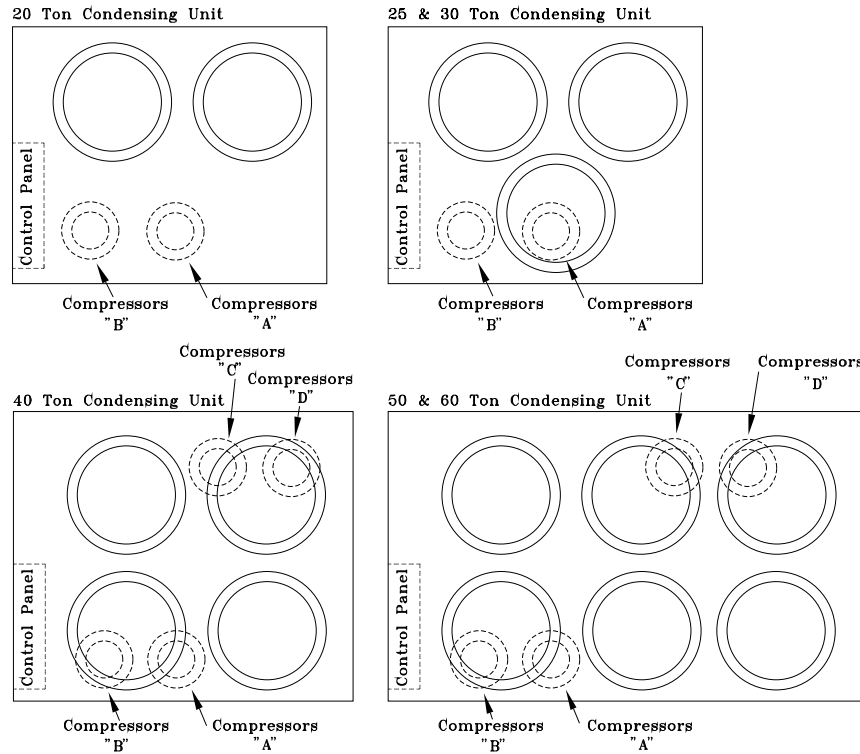 20 Ton Condensing Unit
Control Panel
Compressors
"B"
Compressors
"A"
25 & 30 Ton Condensing Unit
Control Panel
Compressors
"B"
Compressors
"A"
40 Ton Condensing Unit
Compressors
"C"
Compressors
"D"
Control Panel
Compressors
"B"
Compressors
"A"
50 & 60 Ton Condensing Unit
Compressors
"C"
Compressors
"D"
Control Panel
Compressors
"B"
Compressors
"A"